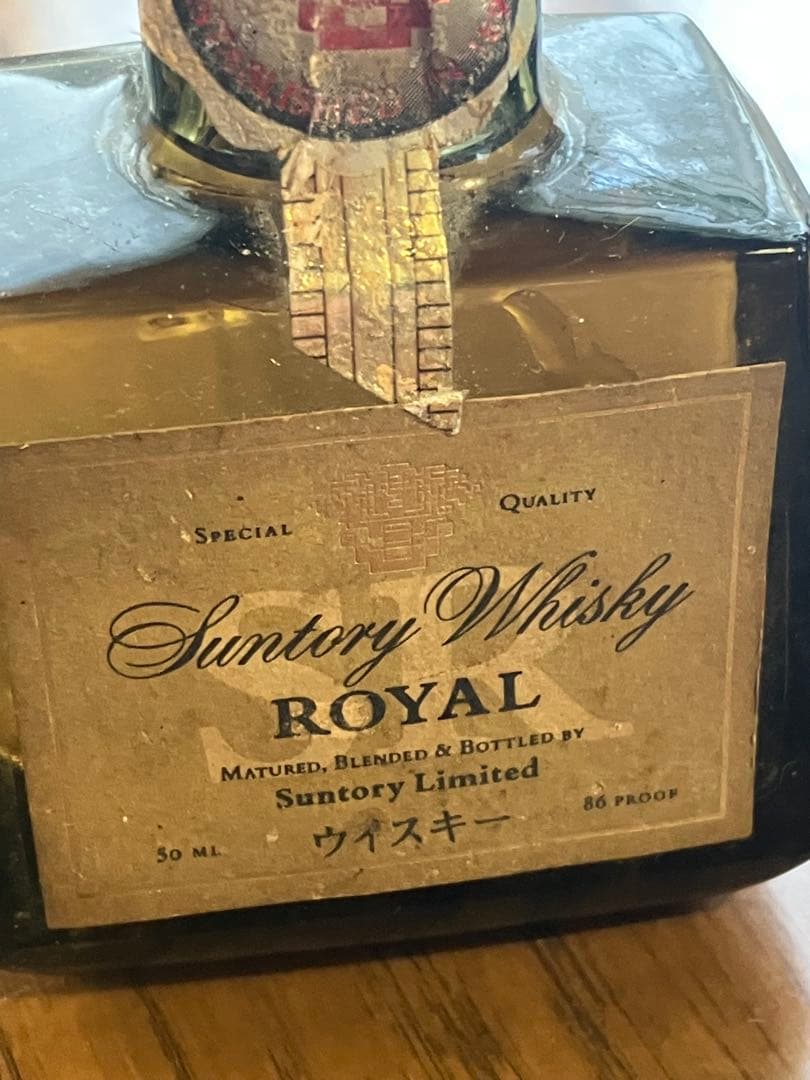 SPECIAL
QUALITY
SR
Suntory Whisky
ROYAL
MATURED, BLENDED & BOTTLED BY
Suntory Limited
ウイスキー
50 ML
86 PROOF